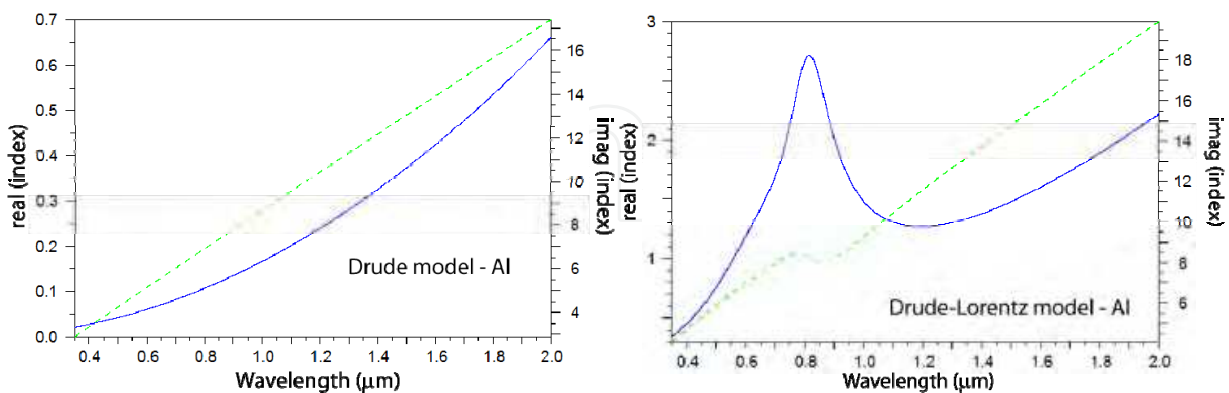 0.7
0.6
0.5
0.4
0.3
0.2
0.1
0.0
real (index)
16
14
12
10
8
6
4
imag (index)
Drude model - Al
0.4 0.6 0.8 1.0 1.2 1.4 1.6 1.8 2.0
Wavelength (μm)
3
2
1
real (index)
18
16
14
12
10
8
6
imag (index)
Drude-Lorentz model - Al
0.4 0.6 0.8 1.0 1.2 1.4 1.6 1.8 2.0
Wavelength (μm)